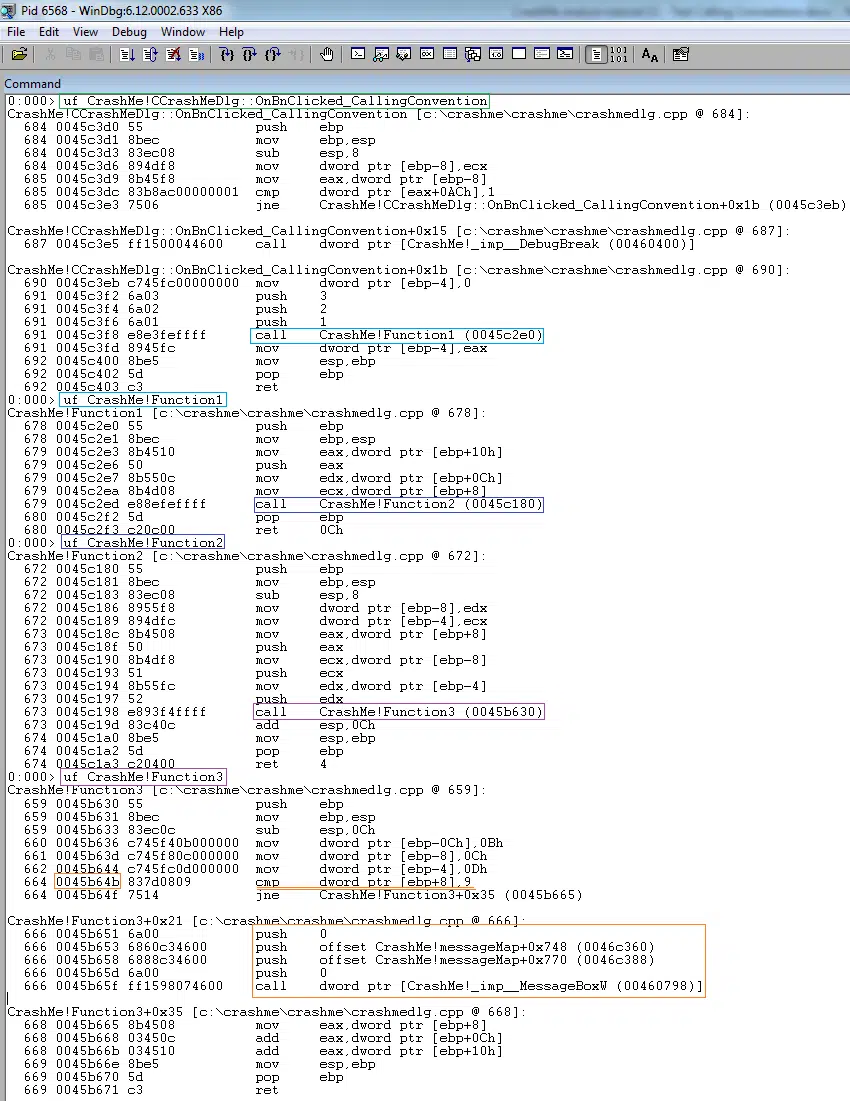 Pid 6568 - WinDbg:6.12.0002.633 X86
File Edit View Debug Window Help
Command
0:000> uf CrashMe!CCrashMeDlg::OnBnClicked_CallingConvention
CrashMe!CCrashMeDlg::OnBnClicked_CallingConvention [c:\crashme\crashme\crashmedlg.cpp @ 684]:
684 0045c3d0 55 push ebp
684 0045c3d1 8bec mov ebp,esp
684 0045c3d3 83ec08 sub esp,8
684 0045c3d6 894df8 mov dword ptr [ebp-8],ecx
685 0045c3d9 8b45f8 mov eax,dword ptr [ebp-8]
685 0045c3dc 83b8ac00000001 cmp dword ptr [eax+0ACh],1
685 0045c3e3 7506 jne CrashMe!CCrashMeDlg::OnBnClicked_CallingConvention+0x1b (0045c3eb)
CrashMe!CCrashMeDlg::OnBnClicked_CallingConvention+0x15 [c:\crashme\crashme\crashmedlg.cpp @ 687]:
687 0045c3e5 ff1500044600 call dword ptr [CrashMe!_imp__DebugBreak (00460400)]
CrashMe!CCrashMeDlg::OnBnClicked_CallingConvention+0x1b [c:\crashme\crashme\crashmedlg.cpp @ 690]:
690 0045c3eb c745fc00000000 mov dword ptr [ebp-4],0
691 0045c3f2 6a03 push 3
691 0045c3f4 6a02 push 2
691 0045c3f6 6a01 push 1
691 0045c3f8 e8e3feffff call CrashMe!Function1 (0045c2e0)
691 0045c3fd 8945fc mov dword ptr [ebp-4],eax
692 0045c400 8be5 mov esp,ebp
692 0045c402 5d pop ebp
692 0045c403 c3 ret
0:000> uf CrashMe!Function1
CrashMe!Function1 [c:\crashme\crashme\crashmedlg.cpp @ 678]:
678 0045c2e0 55 push ebp
678 0045c2e1 8bec mov ebp,esp
679 0045c2e3 8b4510 mov eax,dword ptr [ebp+10h]
679 0045c2e6 50 push eax
679 0045c2e7 8b550c mov edx,dword ptr [ebp+0Ch]
679 0045c2ea 8b4d08 mov ecx,dword ptr [ebp+8]
679 0045c2ed e88efeffff call CrashMe!Function2 (0045c180)
680 0045c2f2 5d pop ebp
680 0045c2f3 c20c00 ret 0Ch
0:000> uf CrashMe!Function2
CrashMe!Function2 [c:\crashme\crashme\crashmedlg.cpp @ 672]:
672 0045c180 55 push ebp
672 0045c181 8bec mov ebp,esp
672 0045c183 83ec08 sub esp,8
672 0045c186 8955f8 mov dword ptr [ebp-8],edx
672 0045c189 894dfc mov dword ptr [ebp-4],ecx
673 0045c18c 8b4508 mov eax,dword ptr [ebp+8]
673 0045c18f 50 push eax
673 0045c190 8b4df8 mov ecx,dword ptr [ebp-8]
673 0045c193 51 push ecx
673 0045c194 8b55fc mov edx,dword ptr [ebp-4]
673 0045c197 52 push edx
673 0045c198 e893f4ffff call CrashMe!Function3 (0045b630)
673 0045c19d 83c40c add esp,0Ch
674 0045c1a0 8be5 mov esp,ebp
674 0045c1a2 5d pop ebp
674 0045c1a3 c20400 ret 4
0:000> uf CrashMe!Function3
CrashMe!Function3 [c:\crashme\crashme\crashmedlg.cpp @ 659]:
659 0045b630 55 push ebp
659 0045b631 8bec mov ebp,esp
659 0045b633 83ec0c sub esp,0Ch
660 0045b636 c745f40b000000 mov dword ptr [ebp-0Ch],0Bh
661 0045b63d c745f80c000000 mov dword ptr [ebp-8],0Ch
662 0045b644 c745fc0d000000 mov dword ptr [ebp-4],0Dh
664 0045b64b 837d0809 cmp dword ptr [ebp+8],9
664 0045b64f 7514 jne CrashMe!Function3+0x35 (0045b665)
CrashMe!Function3+0x21 [c:\crashme\crashme\crashmedlg.cpp @ 666]:
666 0045b651 6a00 push 0
666 0045b653 6860c34600 push offset CrashMe!messageMap+0x748 (0046c360)
666 0045b658 6888c34600 push offset CrashMe!messageMap+0x770 (0046c388)
666 0045b65d 6a00 push 0
666 0045b65f ff1598074600 call dword ptr [CrashMe!_imp__MessageBoxW (00460798)]
CrashMe!Function3+0x35 [c:\crashme\crashme\crashmedlg.cpp @ 668]:
668 0045b665 8b4508 mov eax,dword ptr [ebp+8]
668 0045b668 03450c add eax,dword ptr [ebp+0Ch]
668 0045b66b 034510 add eax,dword ptr [ebp+10h]
669 0045b66e 8be5 mov esp,ebp
669 0045b670 5d pop ebp
669 0045b671 c3 ret